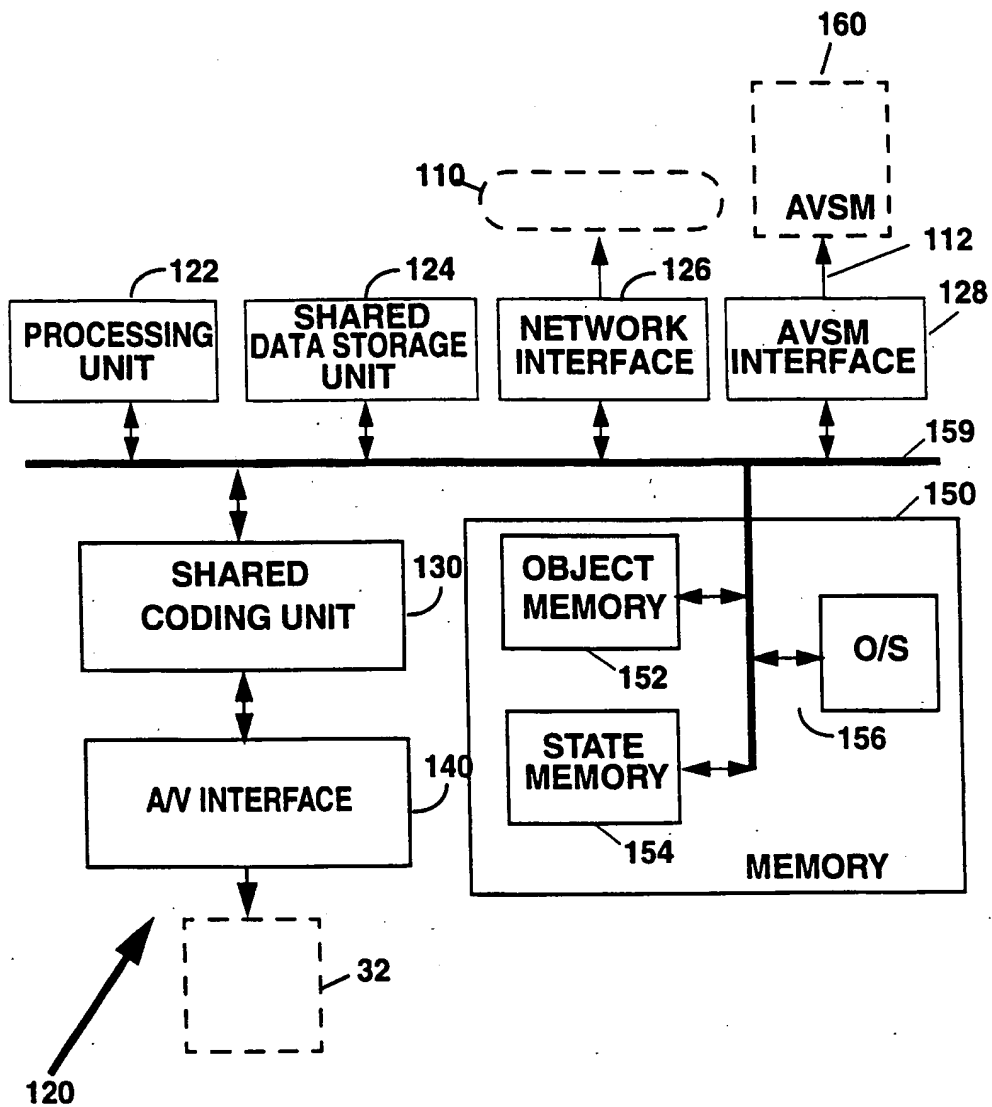 160
110
AVSM
112
122
124
126
128
PROCESSING
UNIT
SHARED
DATA STORAGE
UNIT
NETWORK
INTERFACE
AVSM
INTERFACE
159
150
SHARED
CODING UNIT
130
OBJECT
MEMORY
152
O/S
156
A/V INTERFACE
140
STATE
MEMORY
154
MEMORY
32
120